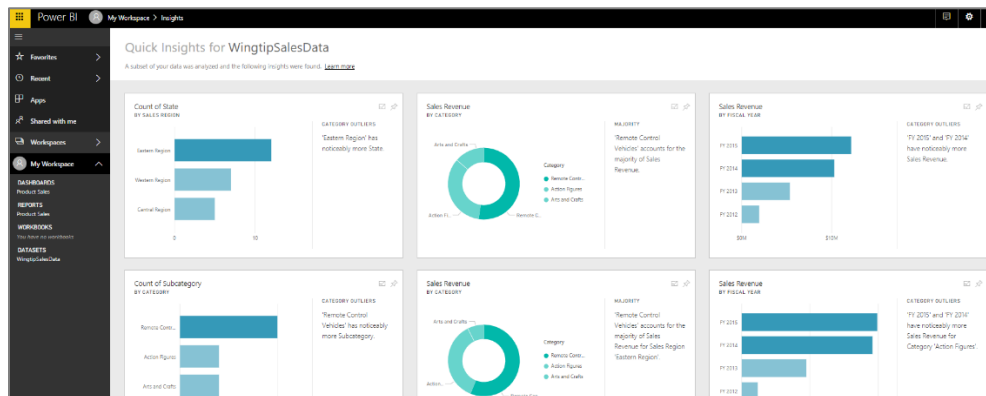 Power BI
My Workspace > Insights
Favorites
Recent
Apps
Shared with me
Workspaces
My Workspace
DASHBOARDS
Product Sales
REPORTS
Product Sales
WORKBOOKS
You have no workbooks
DATASETS
WingtipSalesData
Quick Insights for WingtipSalesData
A subset of your data was analyzed and the following insights were found. Learn more
Count of State
BY SALES REGION
Eastern Region
Western Region
Central Region
0
10
CATEGORY OUTLIERS
'Eastern Region' has
noticeably more State.
Sales Revenue
BY CATEGORY
Arts and Crafts
Action Fi...
Remote C...
Category
Remote Contr...
Action Figures
Arts and Crafts
MAJORITY
'Remote Control
Vehicles' accounts for the
majority of Sales
Revenue.
Sales Revenue
BY FISCAL YEAR
FY 2015
FY 2014
FY 2013
FY 2012
$0M
$10M
CATEGORY OUTLIERS
'FY 2015' and 'FY 2014'
have noticeably more
Sales Revenue.
Count of Subcategory
BY CATEGORY
Remote Contr...
Action Figures
Arts and Crafts
CATEGORY OUTLIERS
'Remote Control
Vehicles' has noticeably
more Subcategory.
Sales Revenue
BY CATEGORY
Arts and Crafts
Action...
Category
Remote Contr...
Action Figures
Arts and Crafts
MAJORITY
'Remote Control
Vehicles' accounts for the
majority of Sales
Revenue for Sales Region
'Eastern Region'.
Sales Revenue
BY FISCAL YEAR
FY 2015
FY 2014
FY 2013
FY 2012
CATEGORY OUTLIERS
'FY 2015' and 'FY 2014'
have noticeably more
Sales Revenue for
Category 'Action Figures'.